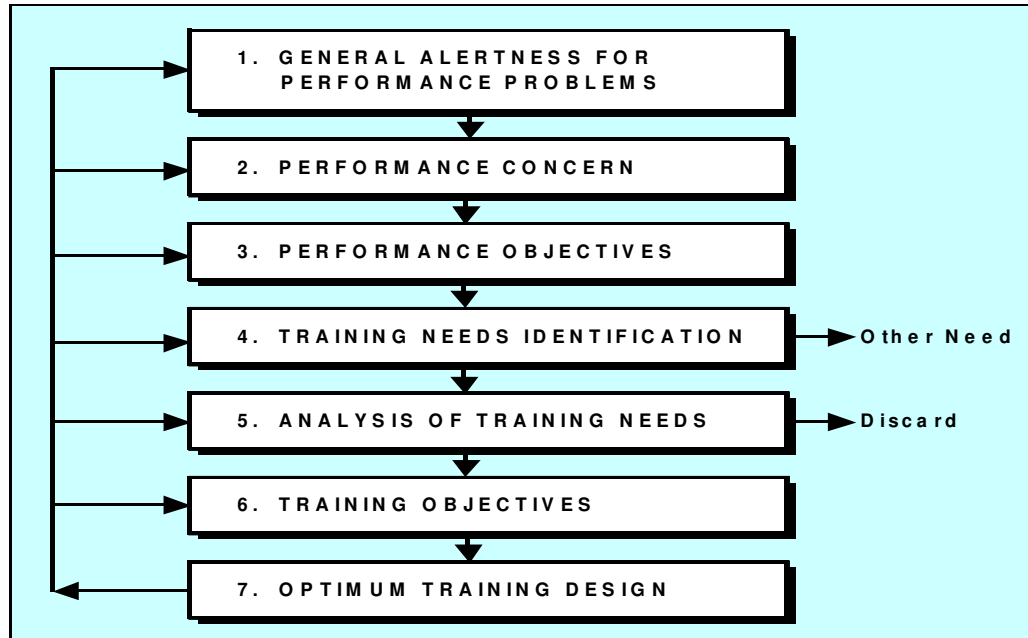 1. GENERAL ALERTNESS FOR
PERFORMANCE PROBLEMS
2. PERFORMANCE CONCERN
3. PERFORMANCE OBJECTIVES
4. TRAINING NEEDS IDENTIFICATION
Other Need
5. ANALYSIS OF TRAINING NEEDS
Discard
6. TRAINING OBJECTIVES
7. OPTIMUM TRAINING DESIGN